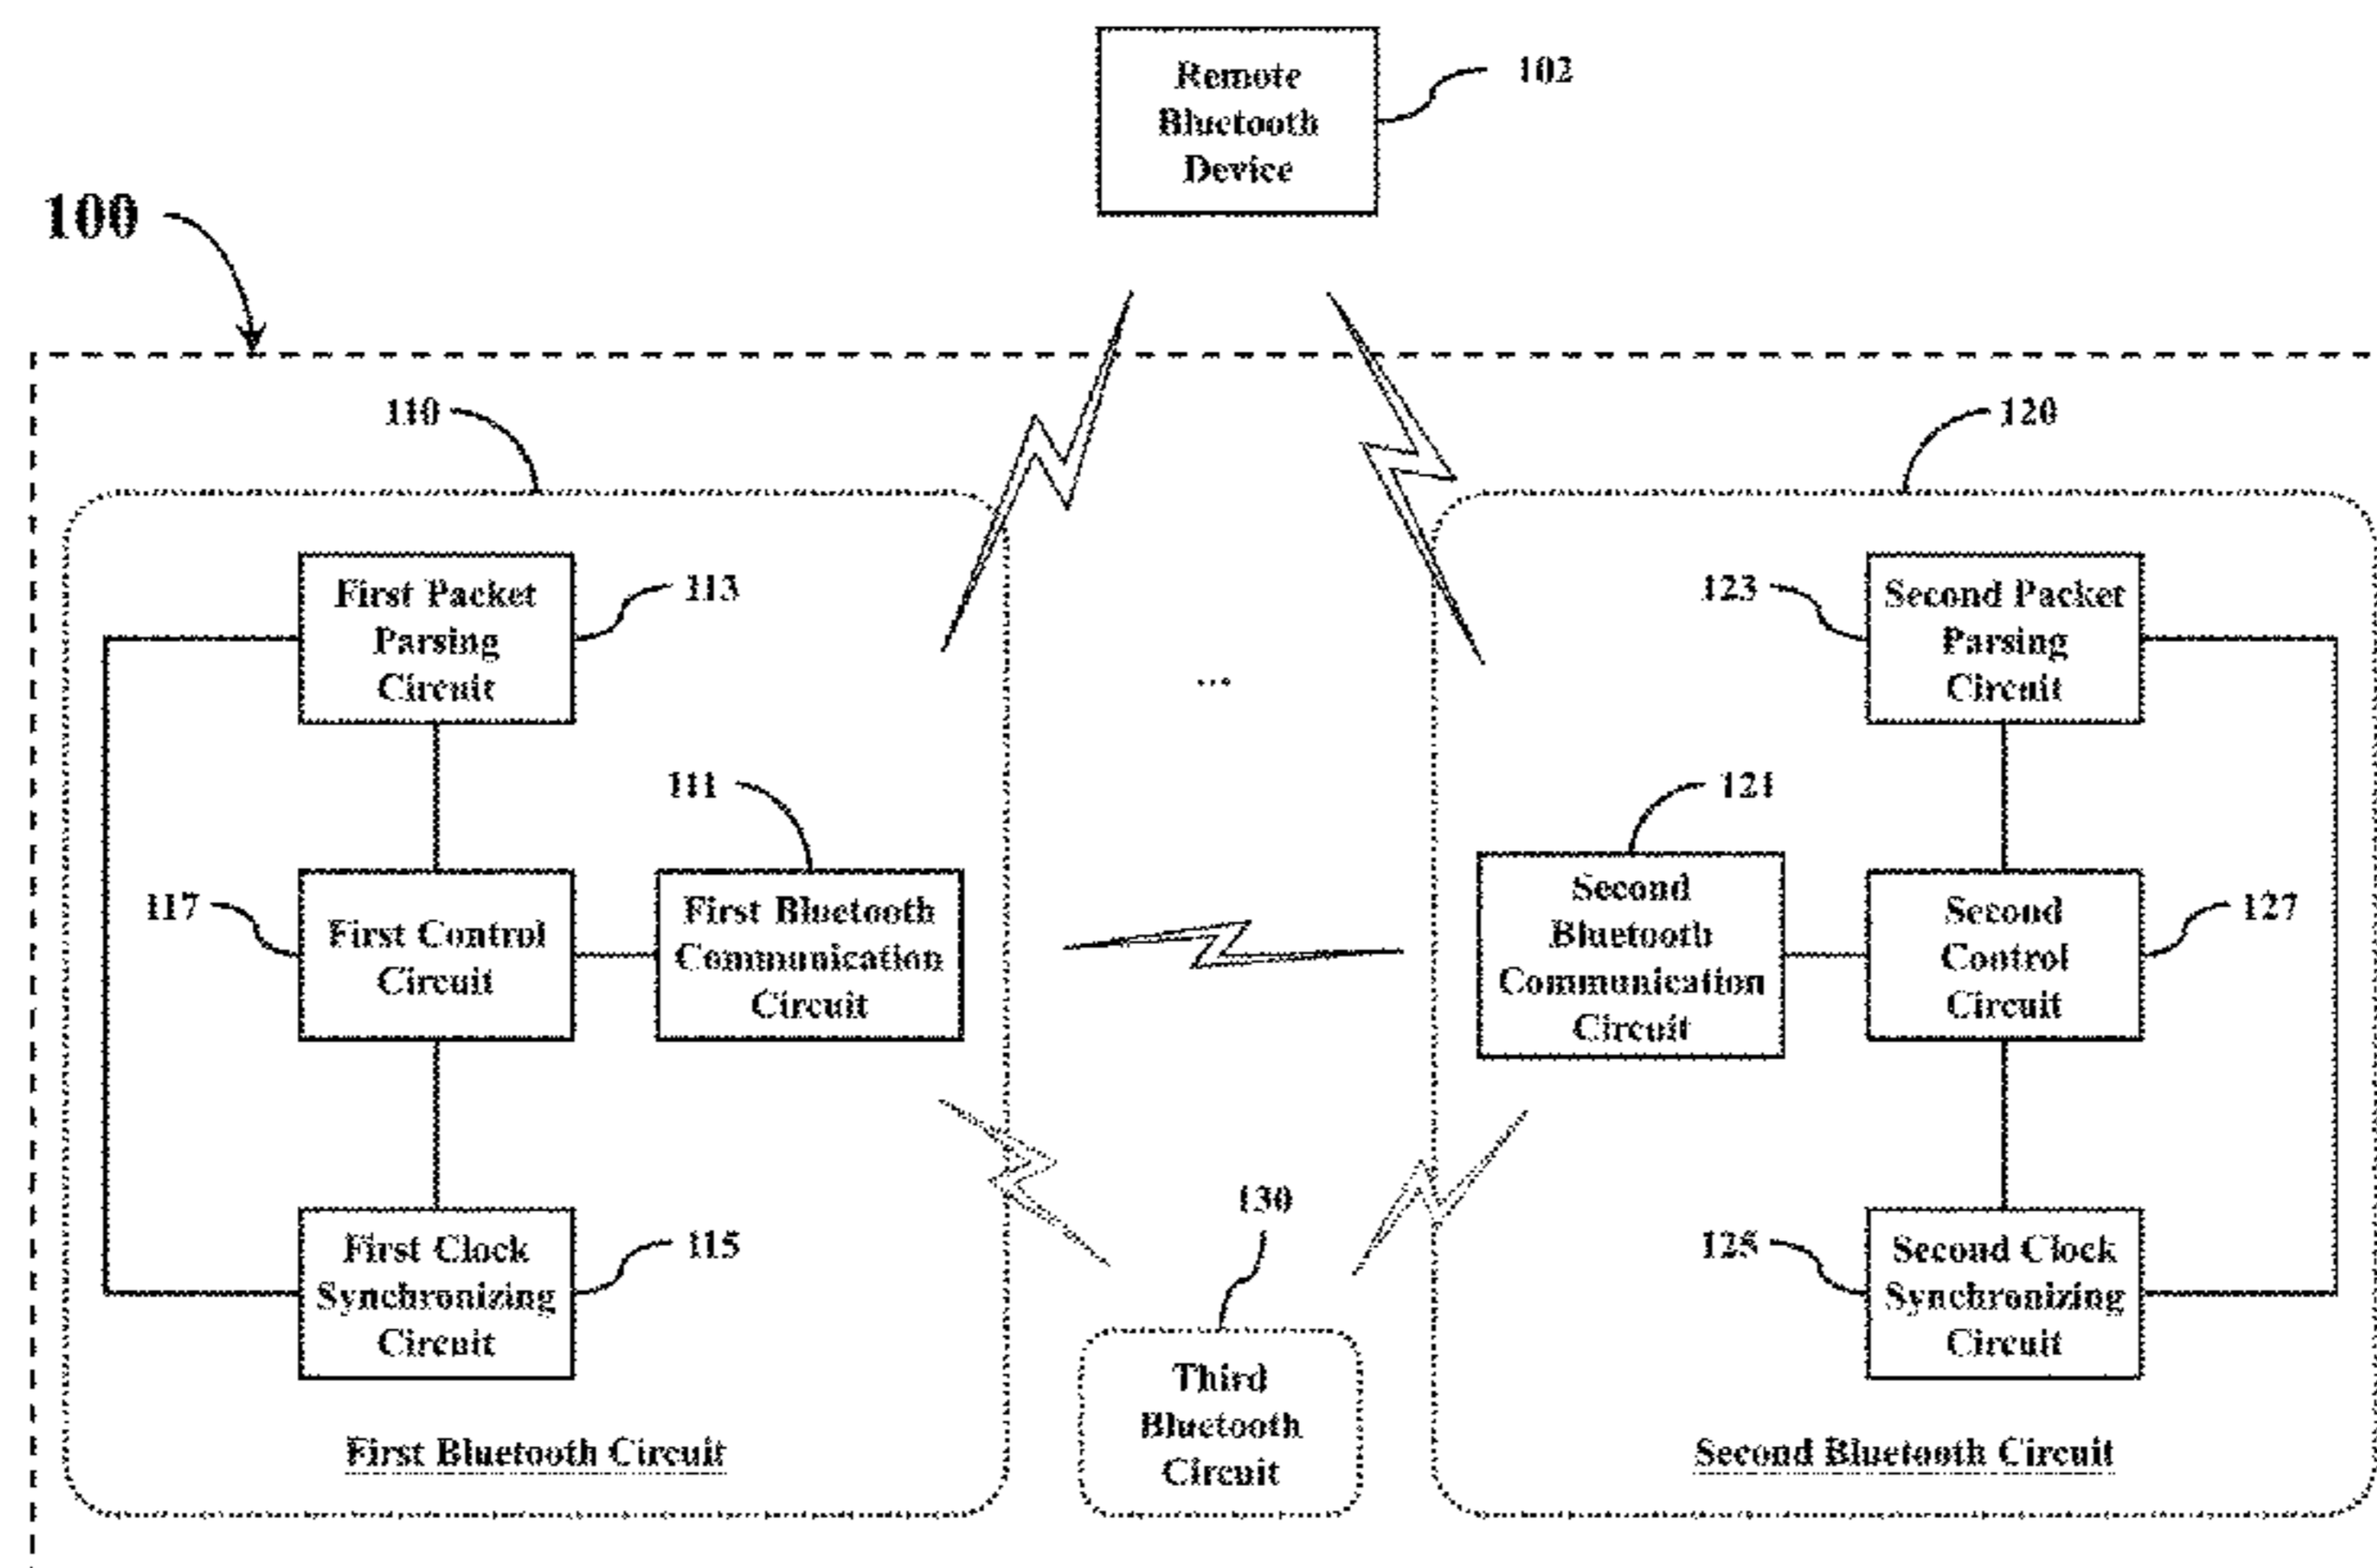 Remote
Bluetooth
Device
102
100
110
120
First Packet
Parsing
Circuit
113
123
Second Packet
Parsing
Circuit
...
111
121
117
First Control
Circuit
First Bluetooth
Communication
Circuit
Second
Bluetooth
Communication
Circuit
Second
Control
Circuit
127
First Clock
Synchronizing
Circuit
115
130
125
Second Clock
Synchronizing
Circuit
Third
Bluetooth
Circuit
First Bluetooth Circuit
Second Bluetooth Circuit